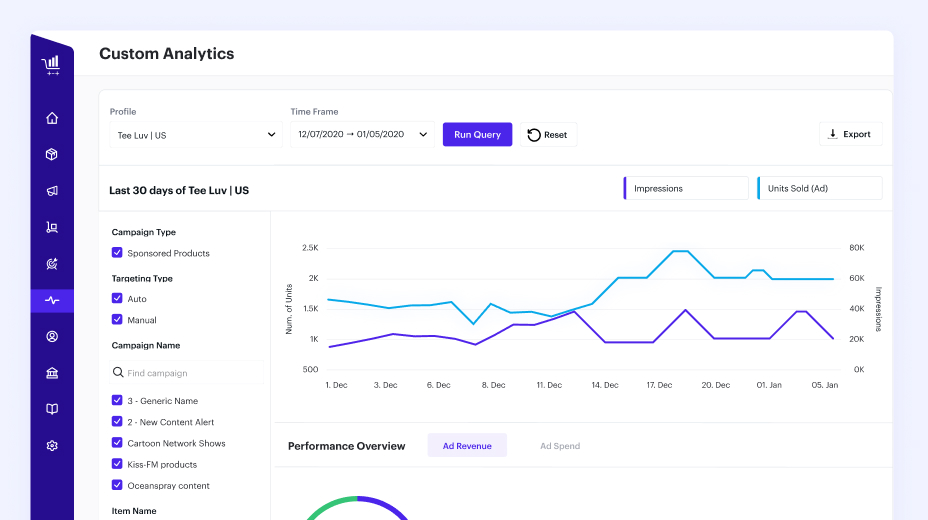 Custom Analytics
Profile
Time Frame
Tee Luv | US
12/07/2020 → 01/05/2020
Run Query
Reset
Export
Last 30 days of Tee Luv | US
Impressions
Units Sold (Ad)
Campaign Type
Sponsored Products
Targeting Type
Auto
Manual
Campaign Name
Find campaign
3 - Generic Name
2 - New Content Alert
Cartoon Network Shows
Kiss-FM products
Oceanspray content
Item Name
Num. of Units
2.5K
2K
1.5K
1K
500
80K
60K
40K
20K
0K
Impressions
1. Dec
3. Dec
6. Dec
8. Dec
11. Dec
14. Dec
17. Dec
20. Dec
01. Jan
05. Jan
Performance Overview
Ad Revenue
Ad Spend